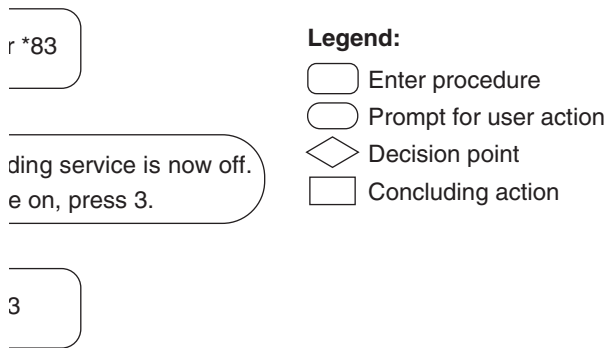 r *83
ding service is now off.
e on, press 3.
3
Legend:
Enter procedure
Prompt for user action
Decision point
Concluding action